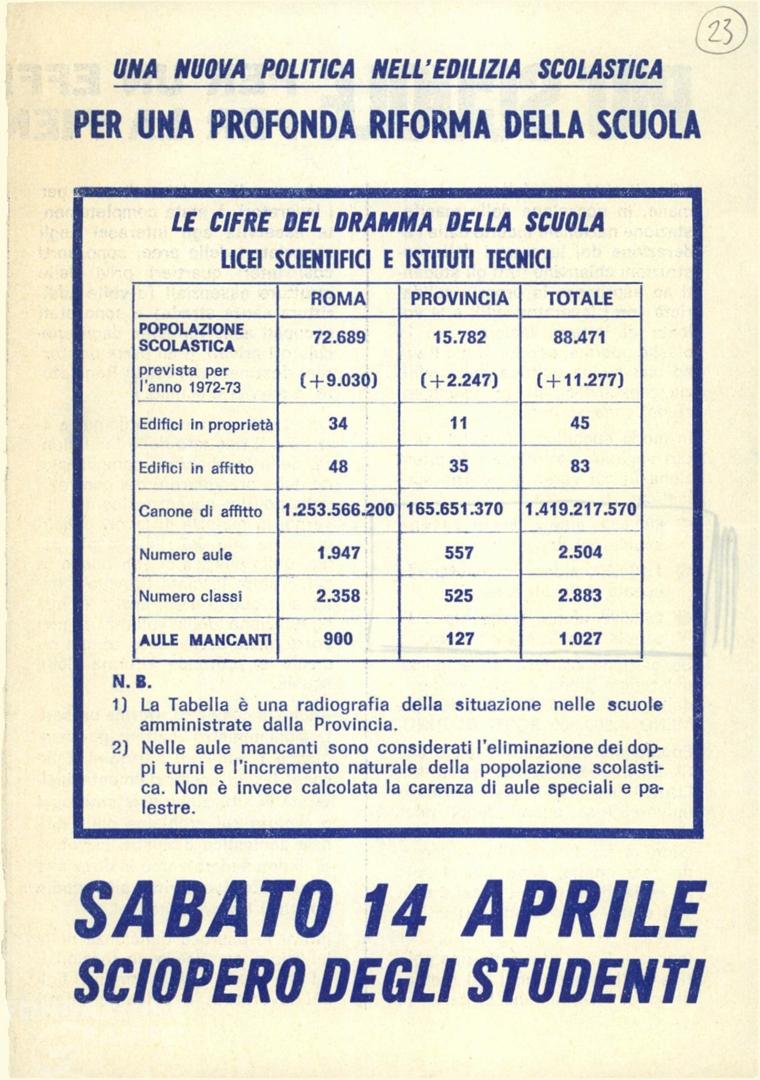 23
UNA NUOVA POLITICA NELL'EDILIZIA SCOLASTICA
PER UNA PROFONDA RIFORMA DELLA SCUOLA
LE CIFRE DEL DRAMMA DELLA SCUOLA
LICEI SCIENTIFICI E ISTITUTI TECNICI
ROMA PROVINCIA TOTALE
POPOLAZIONE
SCOLASTICA 72.689 15.782 88.471
prevista per
l'anno 1972-73 (+9.030) (+2.247) (+11.277)
Edifici in proprietà 34 11 45
Edifici in affitto 48 35 83
Canone di affitto 1.253.566.200 165.651.370 1.419.217.570
Numero aule 1.947 557 2.504
Numero classi 2.358 525 2.883
AULE MANCANTI 900 127 1.027
N. B.
1) La Tabella è una radiografia della situazione nelle scuole
amministrate dalla Provincia.
2) Nelle aule mancanti sono considerati l'eliminazione dei dop-
pi turni e l'incremento naturale della popolazione scolasti-
ca. Non è invece calcolata la carenza di aule speciali e pa-
lestre.
SABATO 14 APRILE
SCIOPERO DEGLI STUDENTI